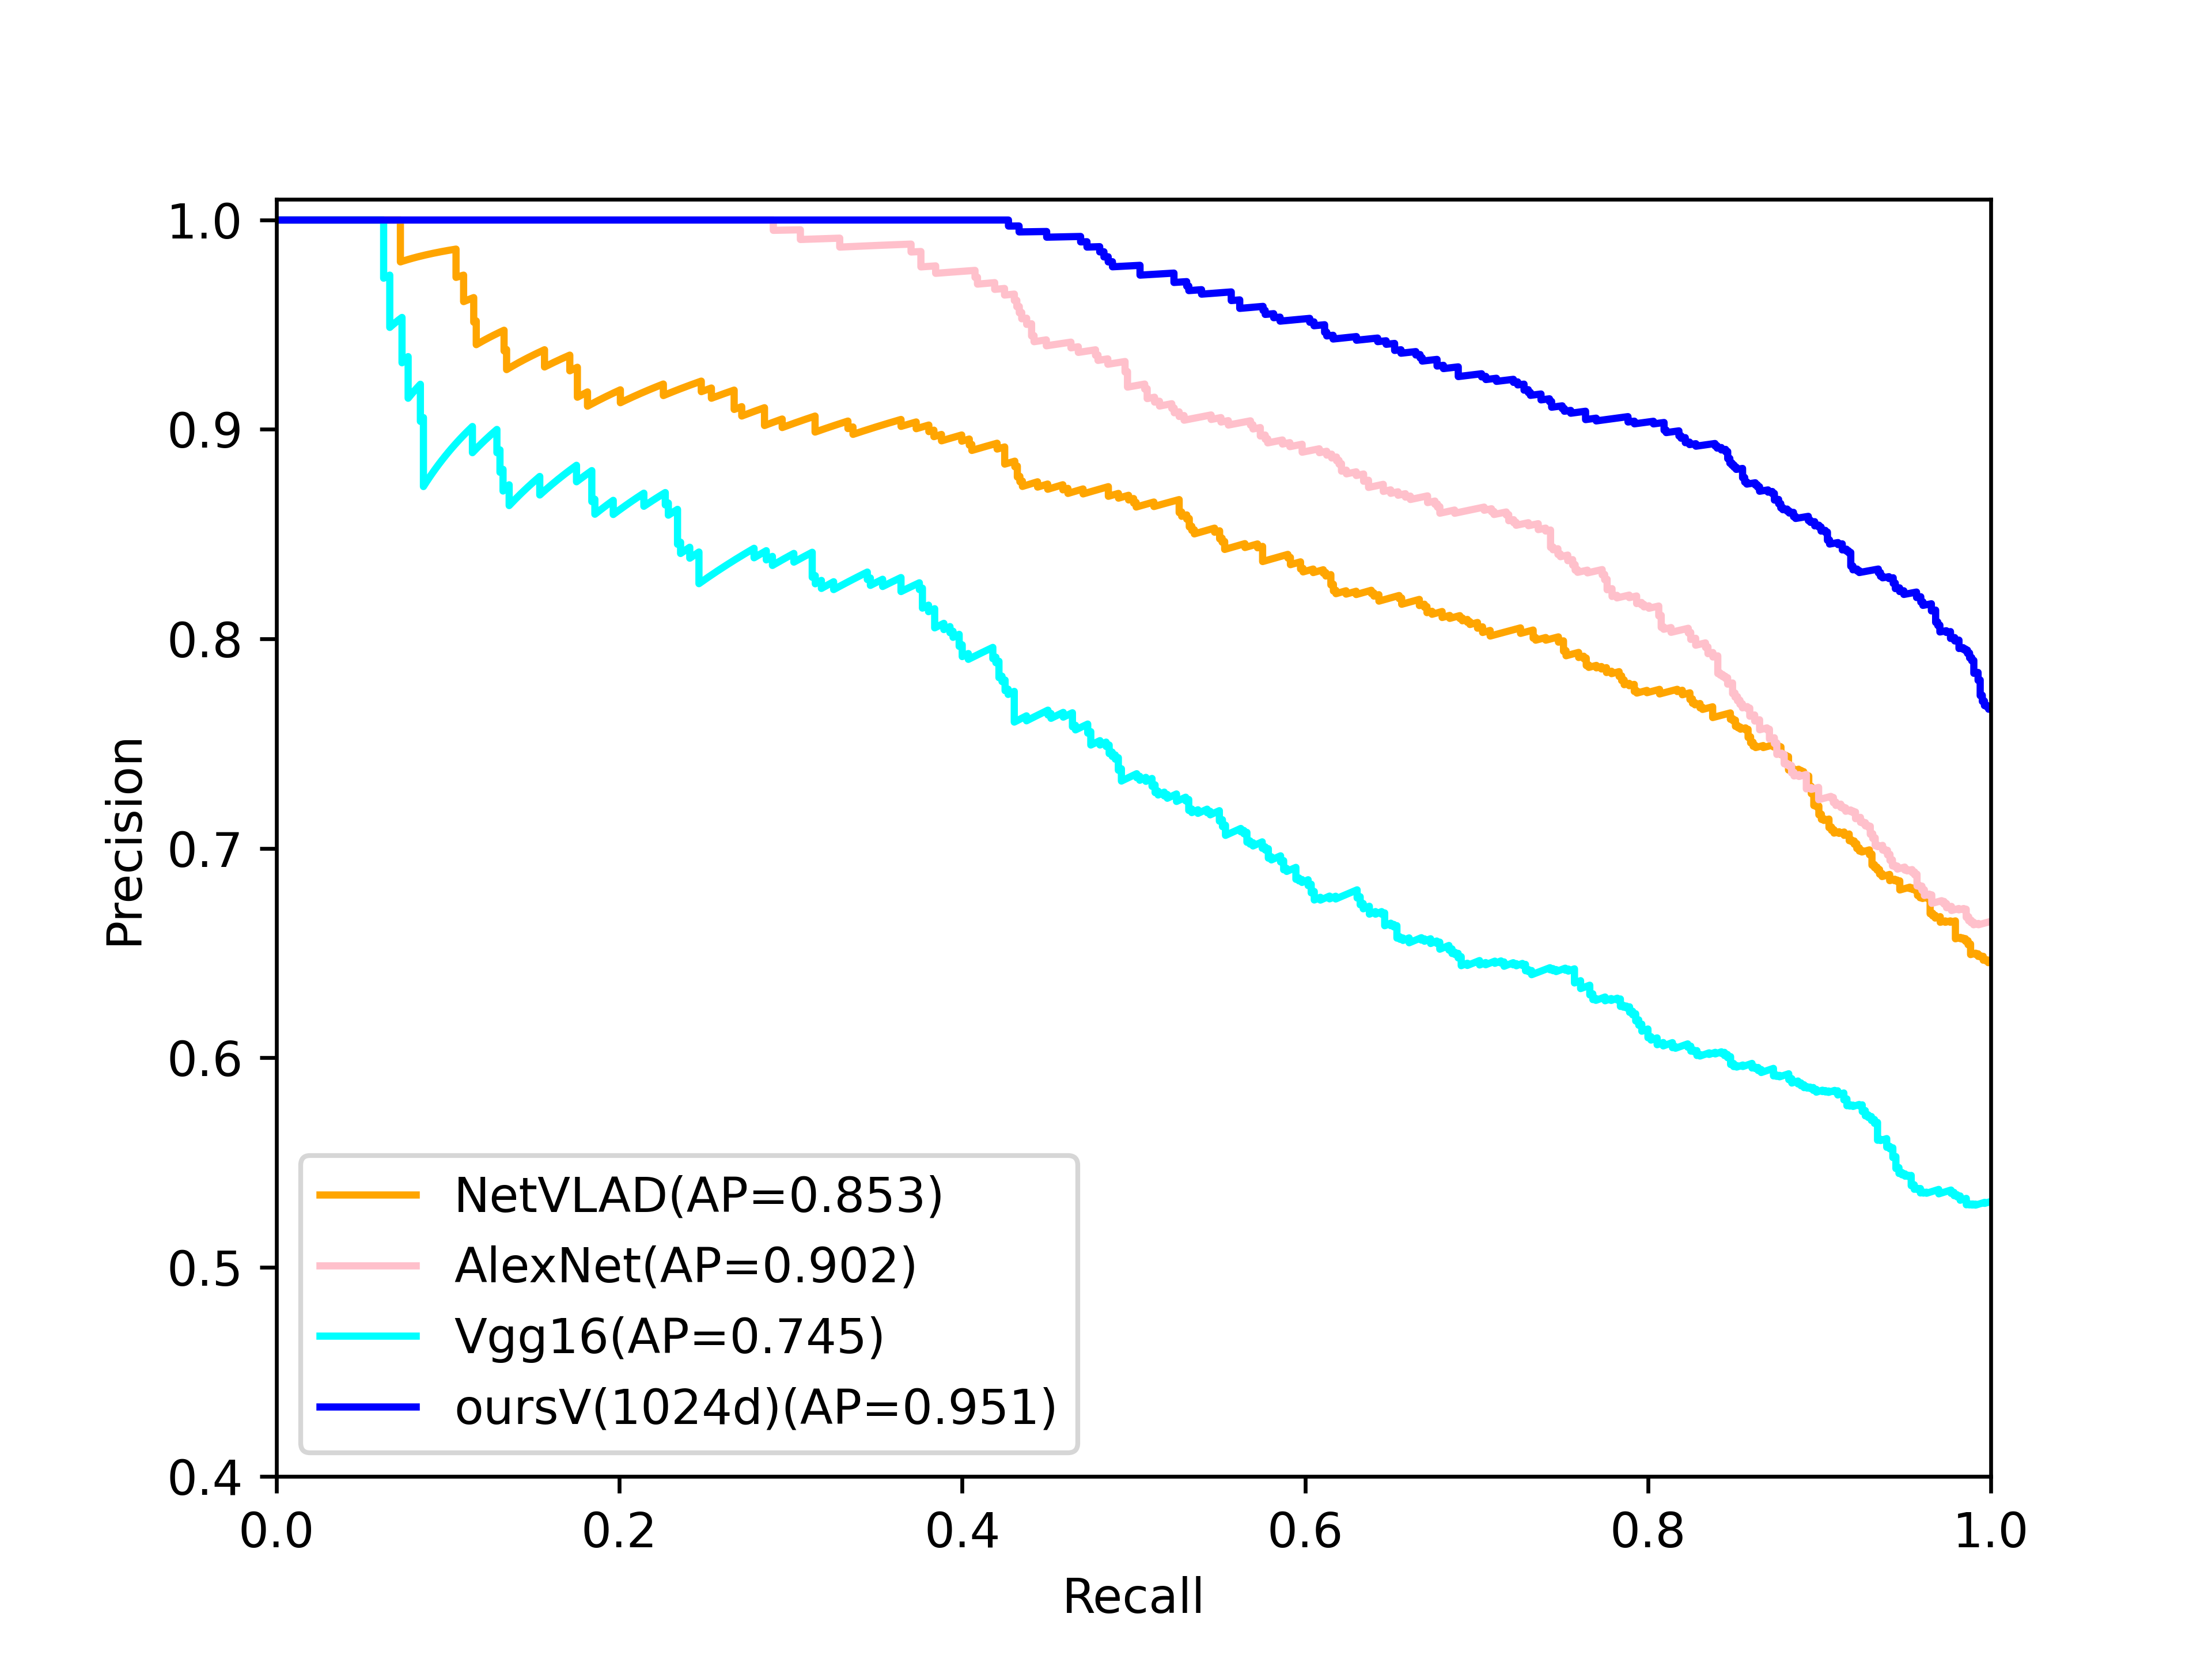 1.0
0.9
0.8
0.7
0.6
0.5
0.4
Precision
NetVLAD(AP=0.853)
AlexNet(AP=0.902)
Vgg16(AP=0.745)
oursV(1024d)(AP=0.951)
0.0 0.2 0.4 0.6 0.8 1.0
Recall